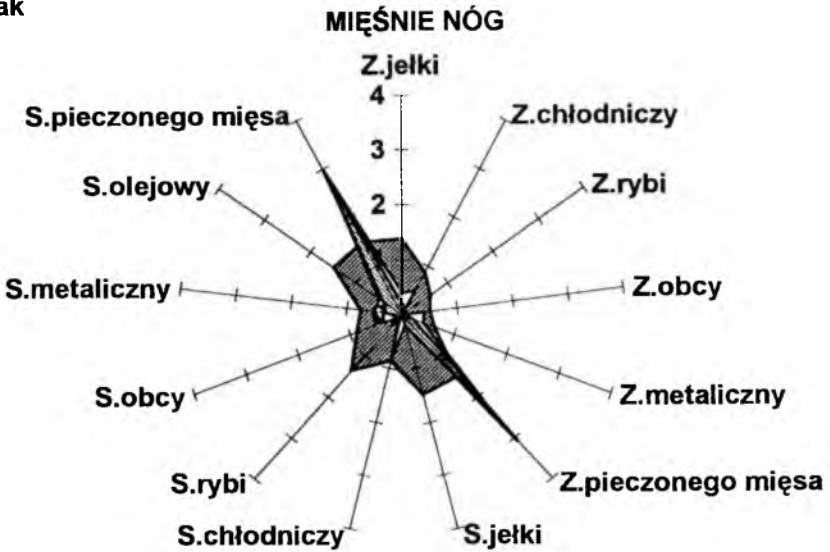 ak
MIĘŚNIE NÓG
Z.jełki
4
S.pieczonego mięsa
Z.chłodniczy
3
S.olejowy
Z.rybi
2
S.metaliczny
Z.obcy
0
S.obcy
Z.metaliczny
S.rybi
Z.pieczonego mięsa
S.chłodniczy
S.jełki